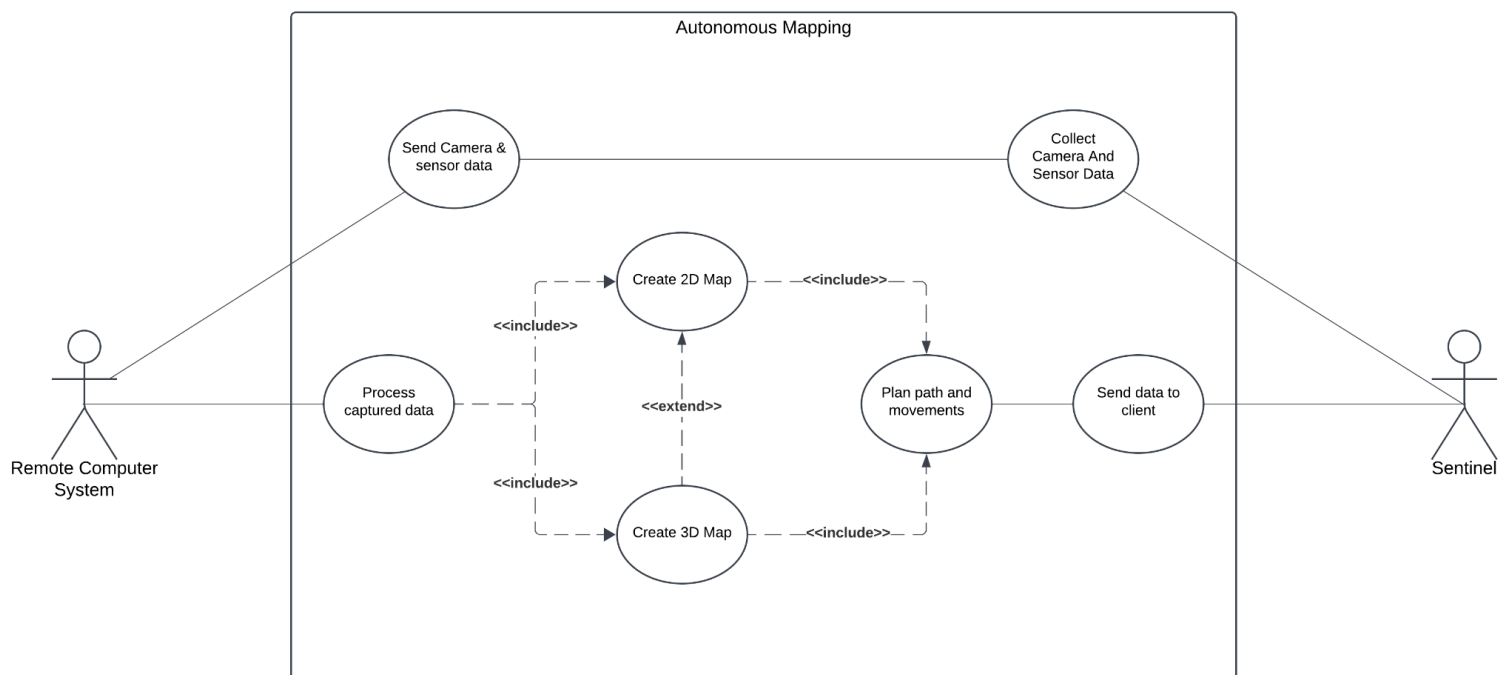 Autonomous Mapping
Send Camera &
sensor data
Collect
Camera And
Sensor Data
Create 2D Map
<<include>>
<<include>>
Process
captured data
<<extend>>
Plan path and
movements
Send data to
client
Remote Computer
System
Sentinel
<<include>>
Create 3D Map
<<include>>